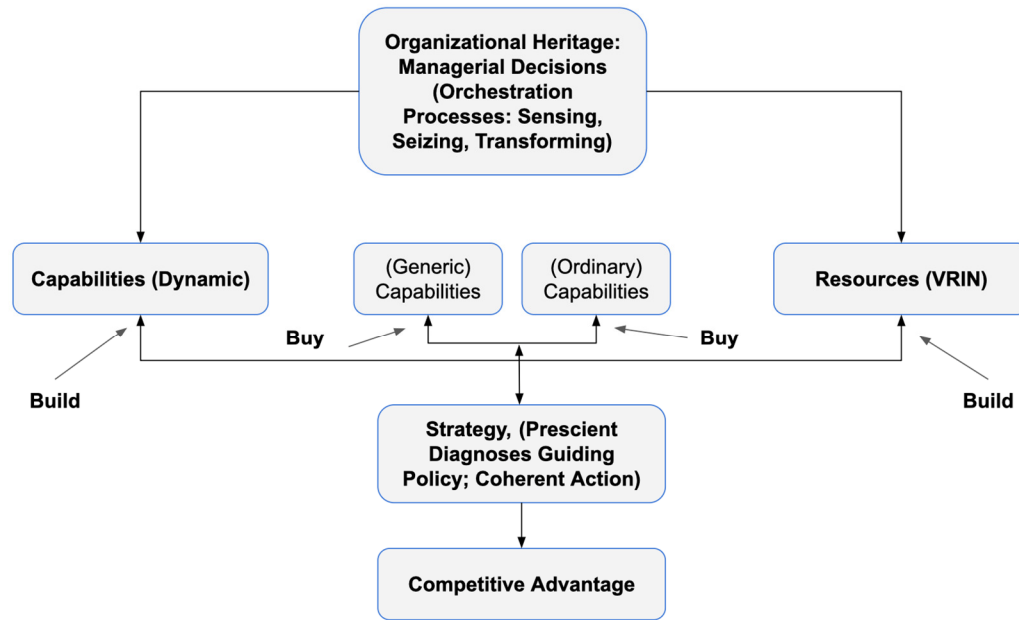 Organizational Heritage:
Managerial Decisions
(Orchestration
Processes: Sensing,
Seizing, Transforming)
Capabilities (Dynamic)
(Generic)
Capabilities
(Ordinary)
Capabilities
Resources (VRIN)
Buy
Buy
Build
Build
Strategy, (Prescient
Diagnoses Guiding
Policy; Coherent Action)
Competitive Advantage